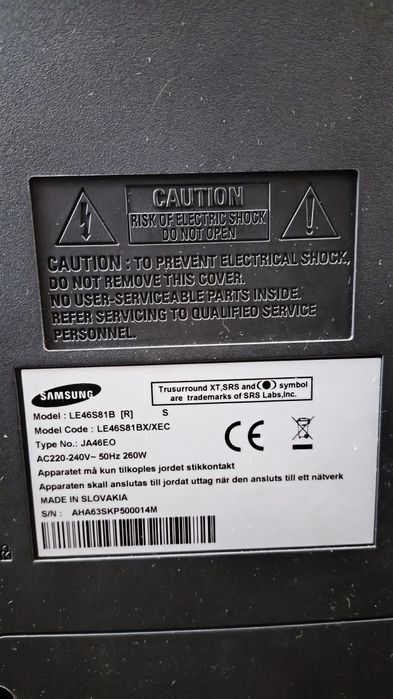 CAUTION
RISK OF ELECTRIC SHOCK
DO NOT OPEN
CAUTION : TO PREVENT ELECTRICAL SHOCK,
DO NOT REMOVE THIS COVER.
NO USER-SERVICEABLE PARTS INSIDE.
REFER SERVICING TO QUALIFIED SERVICE
PERSONNEL.
SAMSUNG
Trusurround XT,SRS and (●) symbol
are trademarks of SRS Labs,Inc.
Model : LE46S81B [R] S
Model Code : LE46S81BX/XEC
Type No.: JA46EO
AC220-240V~ 50Hz 260W
CE
Apparatet må kun tilkoples jordet stikkontakt
Apparaten skall anslutas till jordat uttag när den ansluts till ett nätverk
MADE IN SLOVAKIA
S/N : AHA63SKP500014M